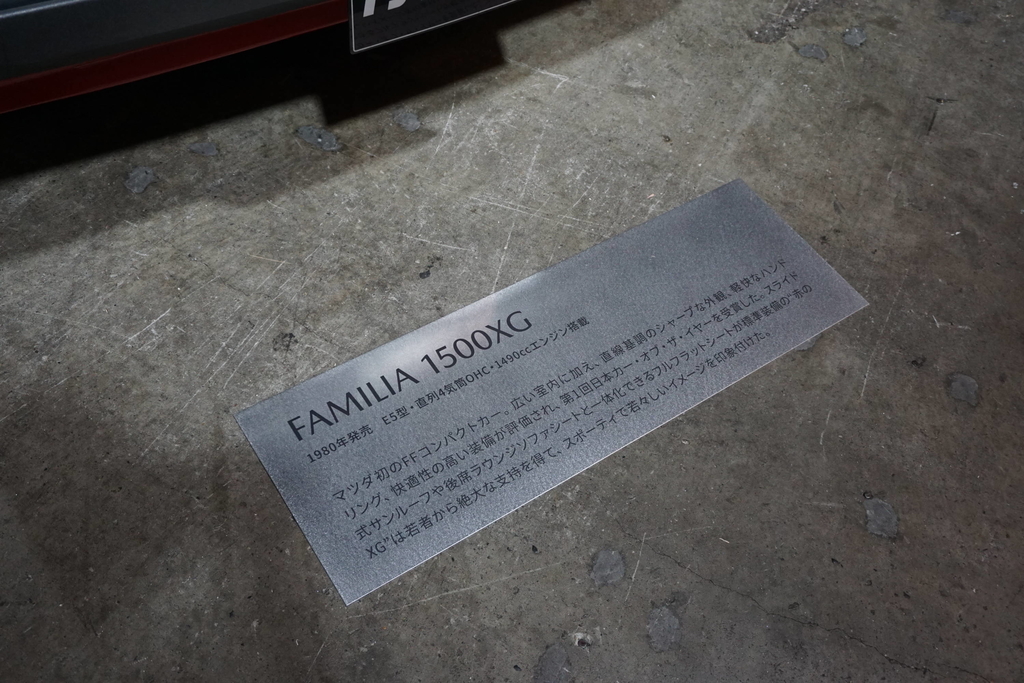 FAMILIA 1500XG
1980年発売 E5型・直列4気筒OHC・1490ccエンジン搭載
マツダ初のFFコンパクトカー。広い室内に加え、直線基調のシャープな外観、軽快なハンド
リング、快適性の高い装備が評価され、第1回日本カー・オブ・ザ・イヤーを受賞した。スライド
式サンルーフや後席ラウンジソファシートと一体化できるフルフラットシートが標準装備の“赤の
XG”は若者から絶大な支持を得て、スポーティで若々しいイメージを印象付けた。